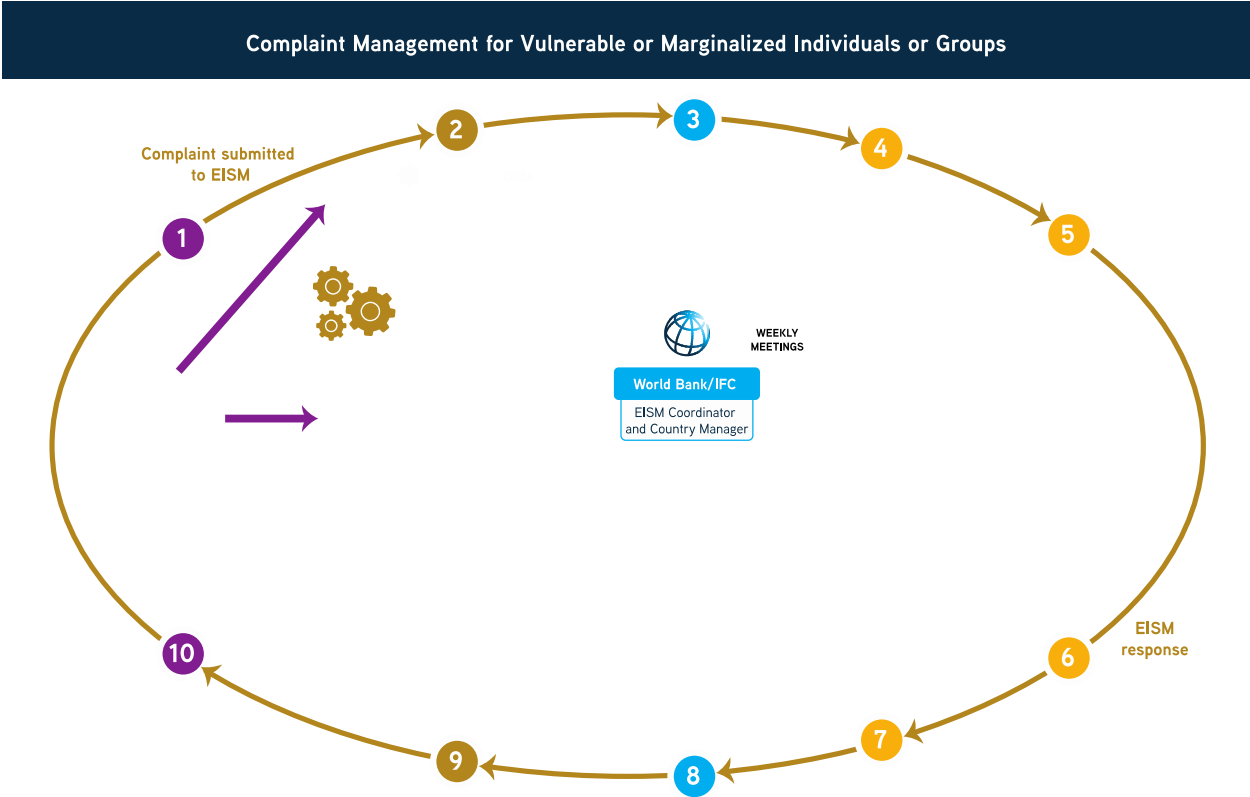 Complaint Management for Vulnerable or Marginalized Individuals or Groups
2
3
4
Complaint submitted
to EISM
1
5
WEEKLY
MEETINGS
World Bank/IFC
EISM Coordinator
and Country Manager
EISM
response
10
6
7
9
8